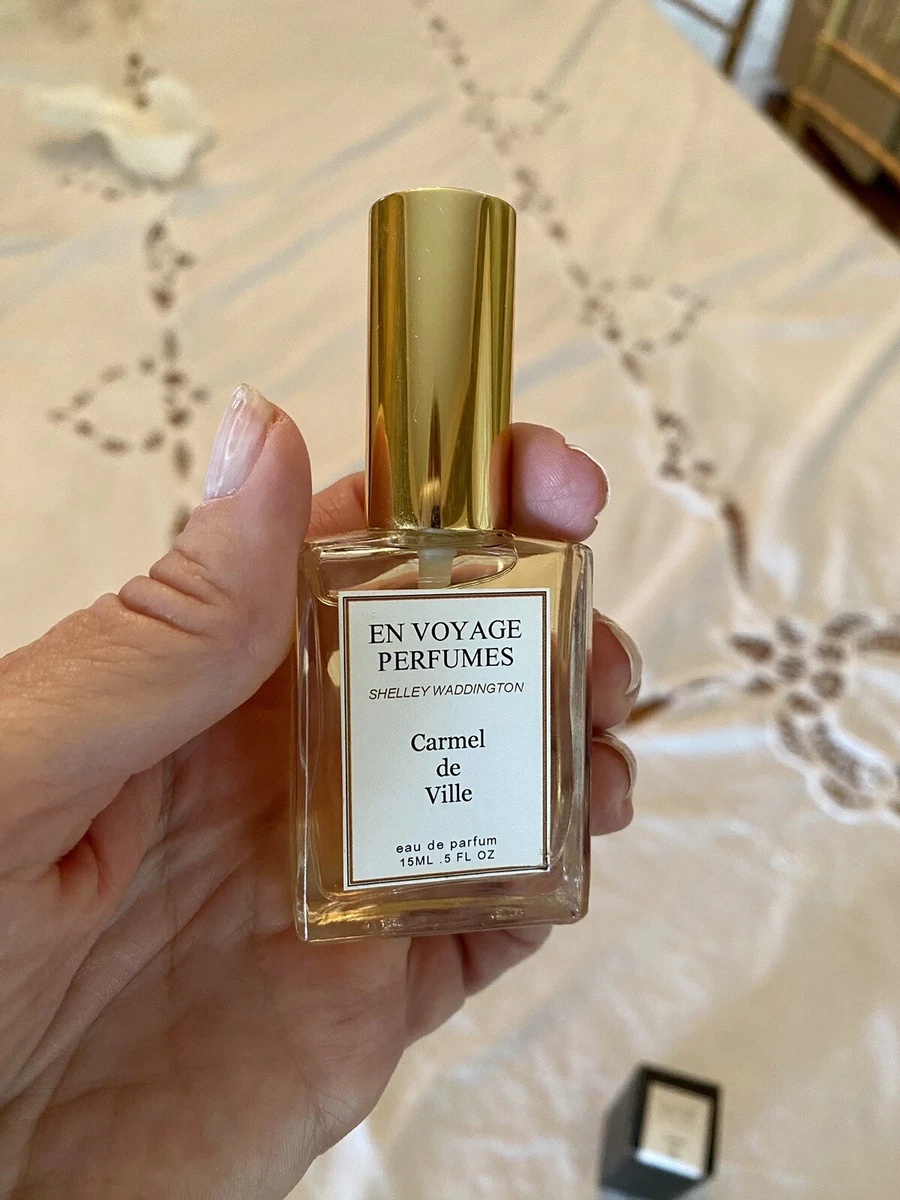 EN VOYAGE
PERFUMES
SHELLEY WADDINGTON
Carmel
de
Ville
eau de parfum
15ML .5 FL OZ